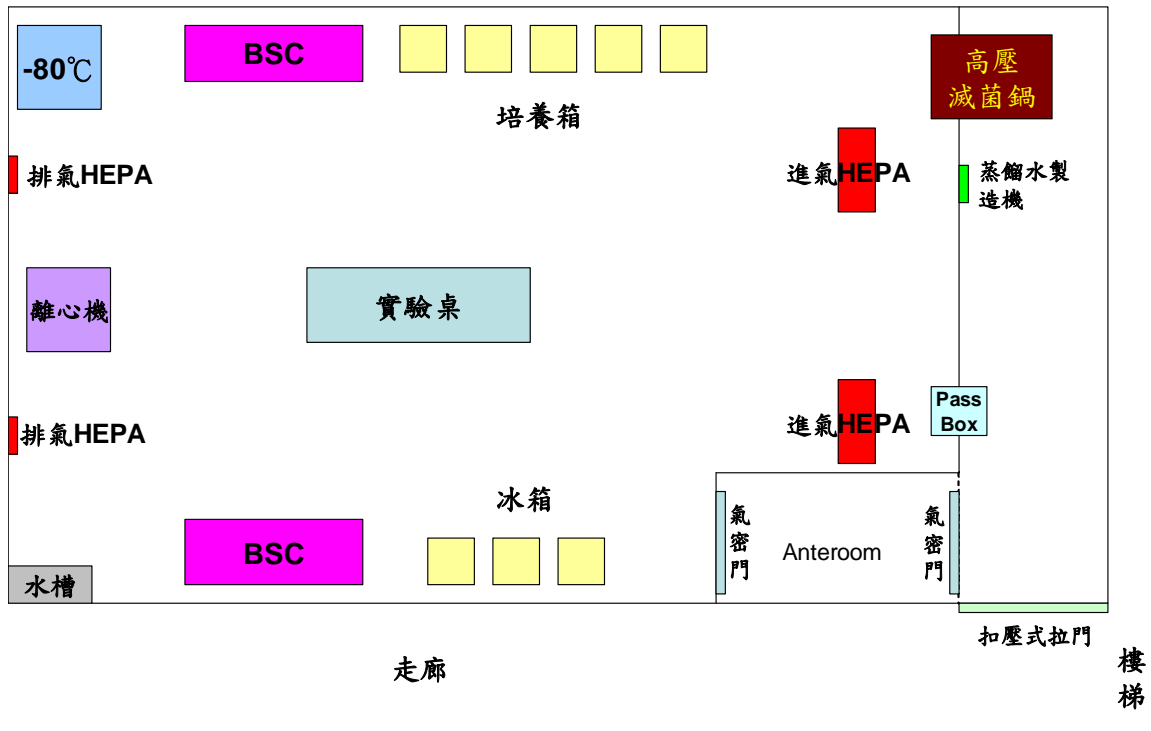 -80℃
BSC
高壓
滅菌鍋
培養箱
排氣HEPA
進氣HEPA
蒸餾水製
造機
離心機
實驗桌
排氣HEPA
進氣HEPA
Pass
Box
冰箱
BSC
氣
密
門
Anteroom
氣
密
門
水槽
扣壓式拉門
走廊
樓
梯